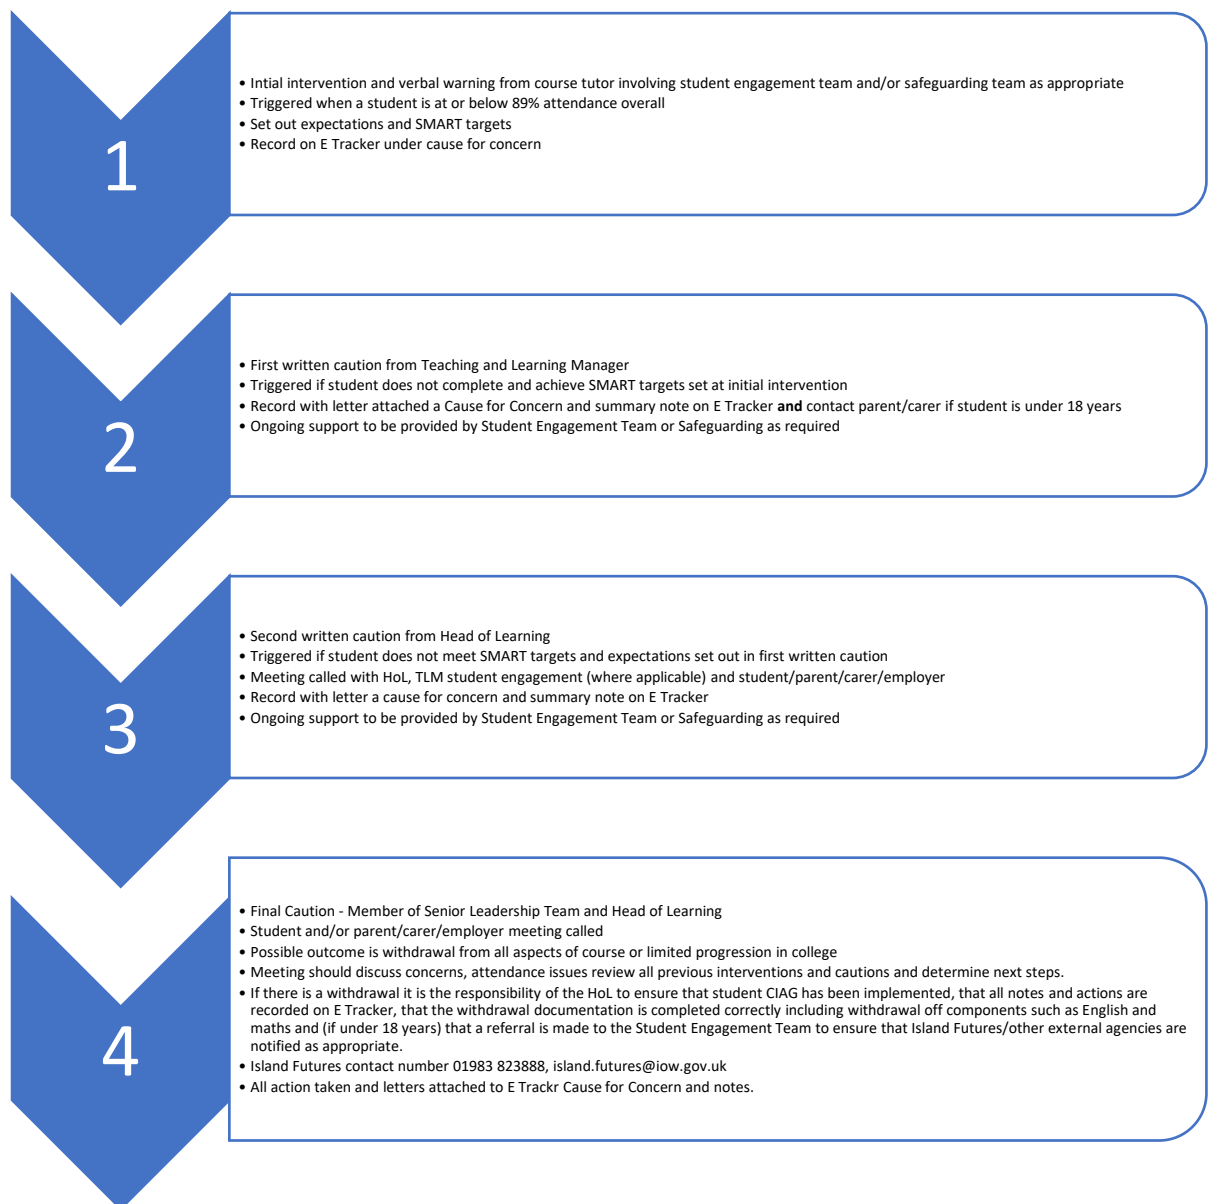 1
• Intial intervention and verbal warning from course tutor involving student engagement team and/or safeguarding team as appropriate
• Triggered when a student is at or below 89% attendance overall
• Set out expectations and SMART targets
• Record on E Tracker under cause for concern
2
• First written caution from Teaching and Learning Manager
• Triggered if student does not complete and achieve SMART targets set at initial intervention
• Record with letter attached a Cause for Concern and summary note on E Tracker and contact parent/carer if student is under 18 years
• Ongoing support to be provided by Student Engagement Team or Safeguarding as required
3
• Second written caution from Head of Learning
• Triggered if student does not meet SMART targets and expectations set out in first written caution
• Meeting called with HoL, TLM student engagement (where applicable) and student/parent/carer/employer
• Record with letter a cause for concern and summary note on E Tracker
• Ongoing support to be provided by Student Engagement Team or Safeguarding as required
4
• Final Caution - Member of Senior Leadership Team and Head of Learning
• Student and/or parent/carer/employer meeting called
• Possible outcome is withdrawal from all aspects of course or limited progression in college
• Meeting should discuss concerns, attendance issues review all previous interventions and cautions and determine next steps.
• If there is a withdrawal it is the responsibility of the HoL to ensure that student CIAG has been implemented, that all notes and actions are
recorded on E Tracker, that the withdrawal documentation is completed correctly including withdrawal off components such as English and
maths and (if under 18 years) that a referral is made to the Student Engagement Team to ensure that Island Futures/other external agencies are
notified as appropriate.
• Island Futures contact number 01983 823888, island.futures@iow.gov.uk
• All action taken and letters attached to E Trackr Cause for Concern and notes.